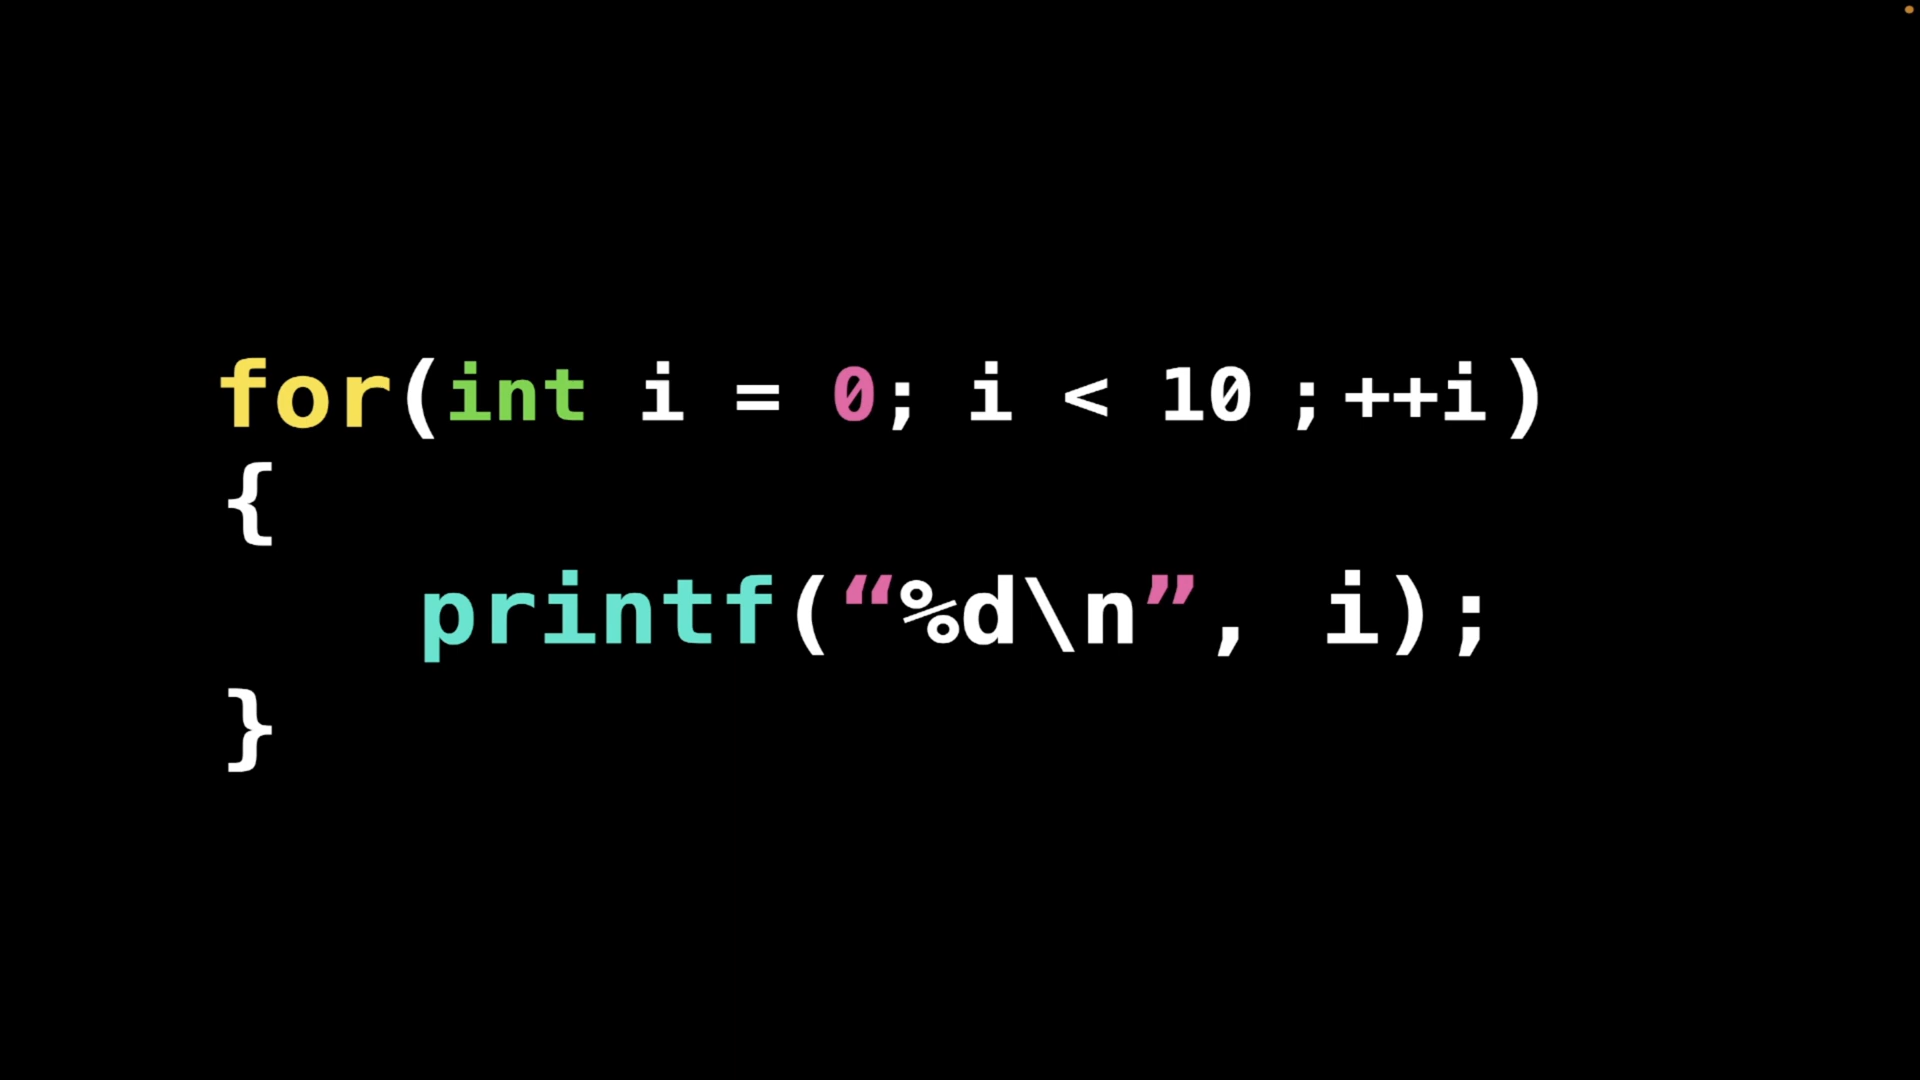 for(int i = 0; i < 10 ;++i)
{
printf(“%d\n”, i);
}